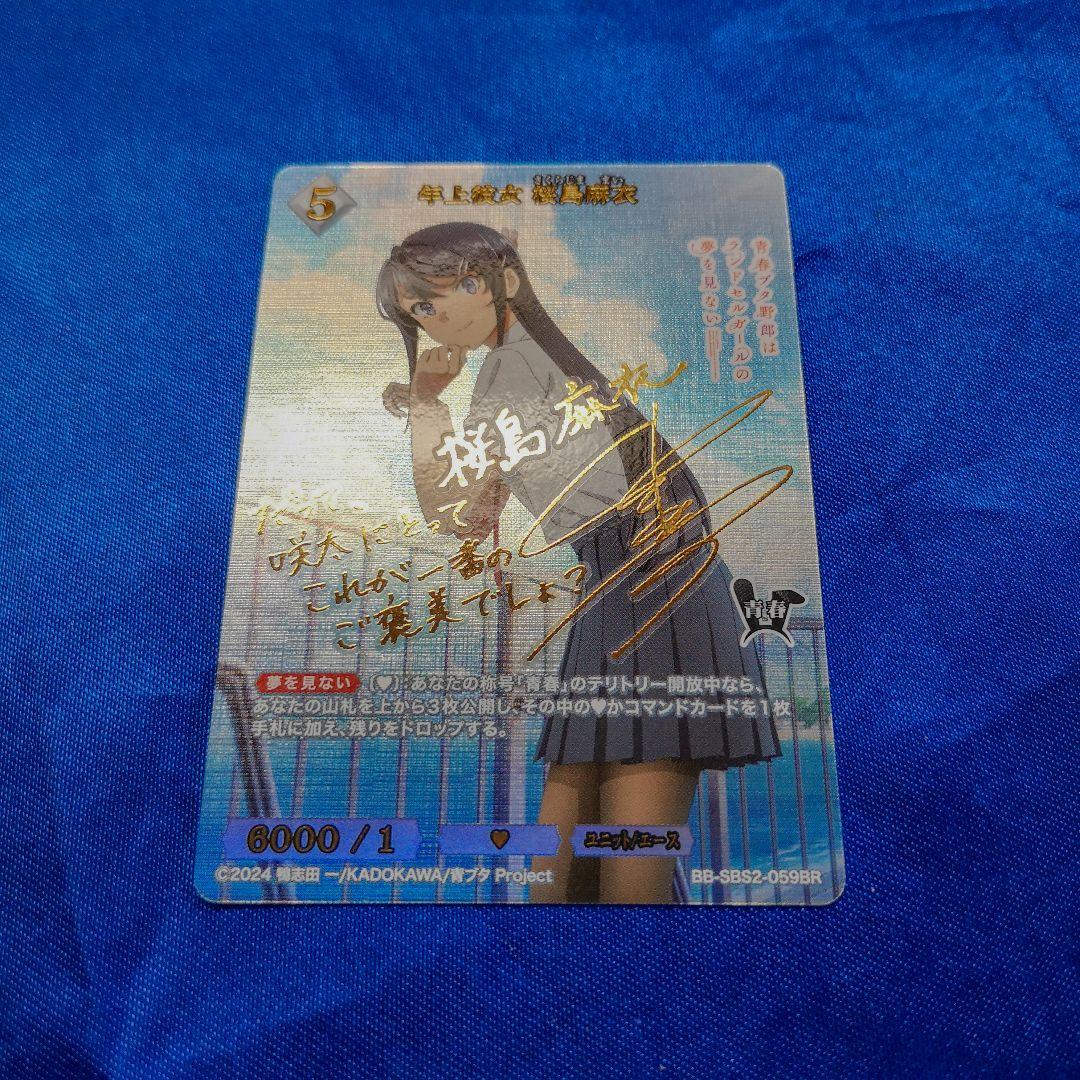 5
さくらじま まい
年上彼女 桜島麻衣
青春ブタ野郎は
ランドセルガールの
夢を見ない
桜島 麻衣
だって、
咲太にとって
これが一番の
ご褒美でしょ?
青春
夢を見ない 〔♥〕:あなたの称号「青春」のテリトリー開放中なら、
あなたの山札を上から3枚公開し、その中の♥かコマンドカードを1枚
手札に加え、残りをドロップする。
6000 / 1
♥
ユニット/エース
©2024 鴨志田 一/KADOKAWA/青ブタ Project
BB-SBS2-059BR